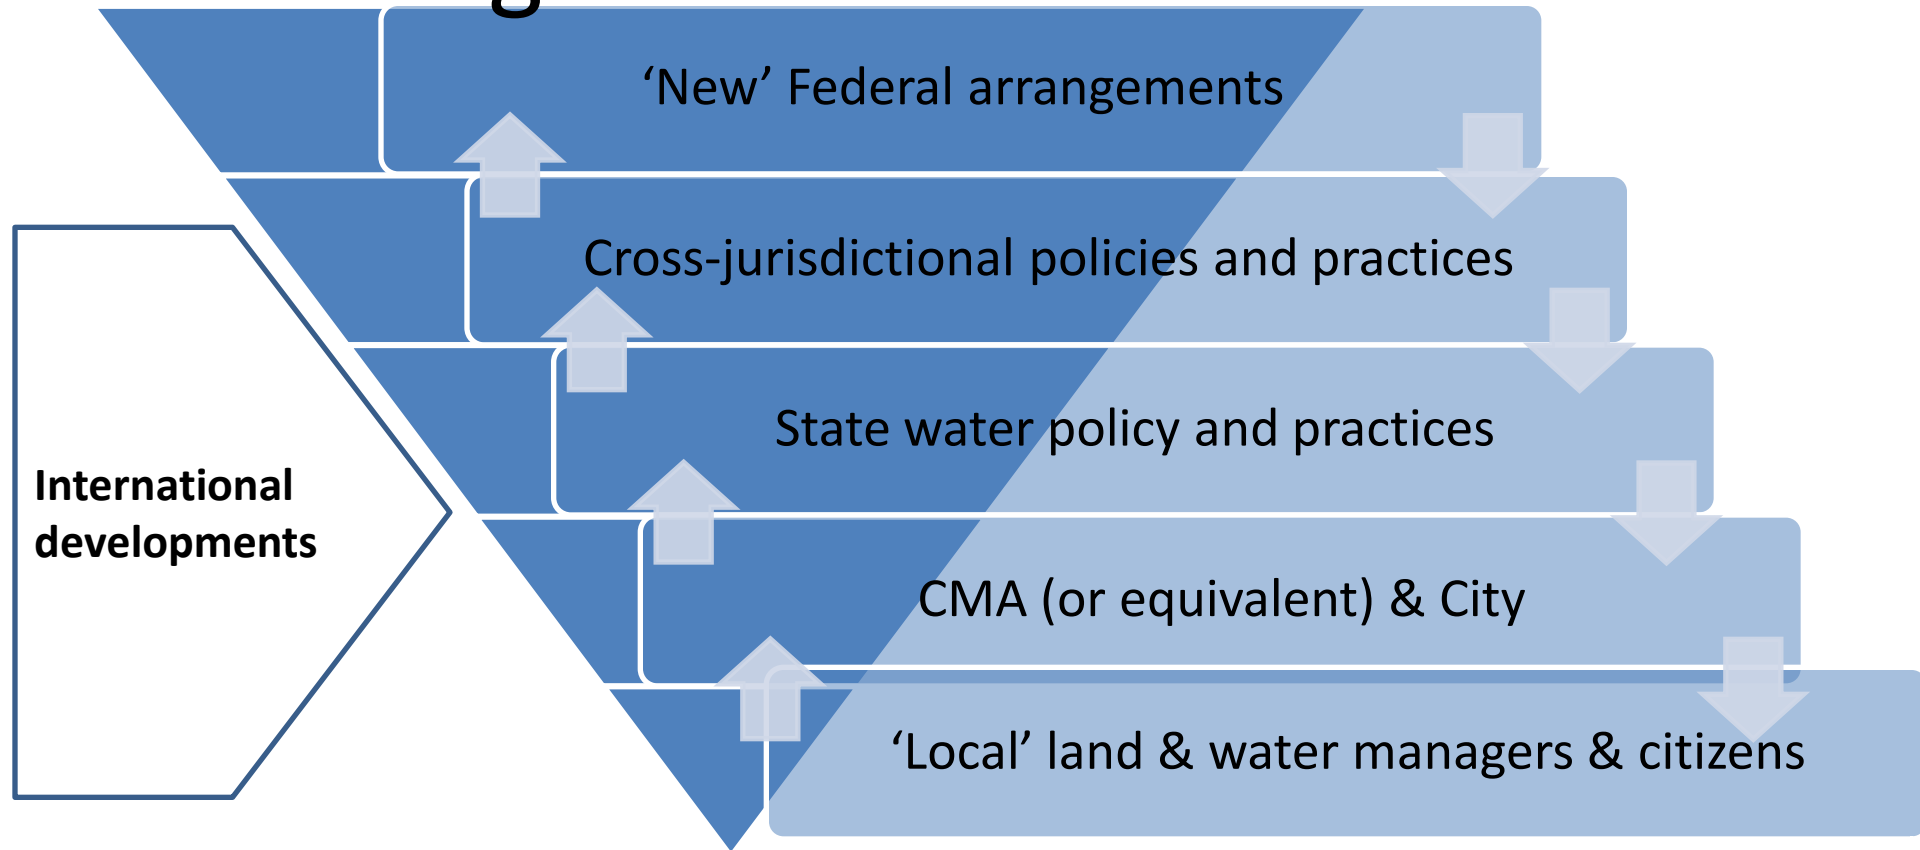 ‘New’ Federal arrangements
Cross-jurisdictional policies and practices
State water policy and practices
International
developments
CMA (or equivalent) & City
‘Local’ land & water managers & citizens